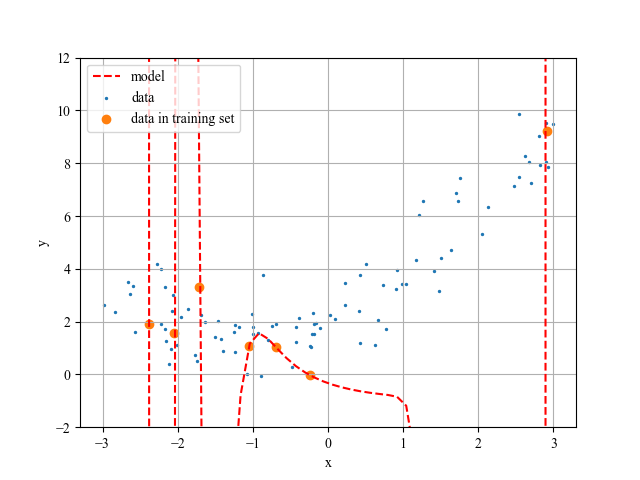 12
10
8
6
4
2
0
−2
y
model
data
data in training set
−3 −2 −1 0 1 2 3
x